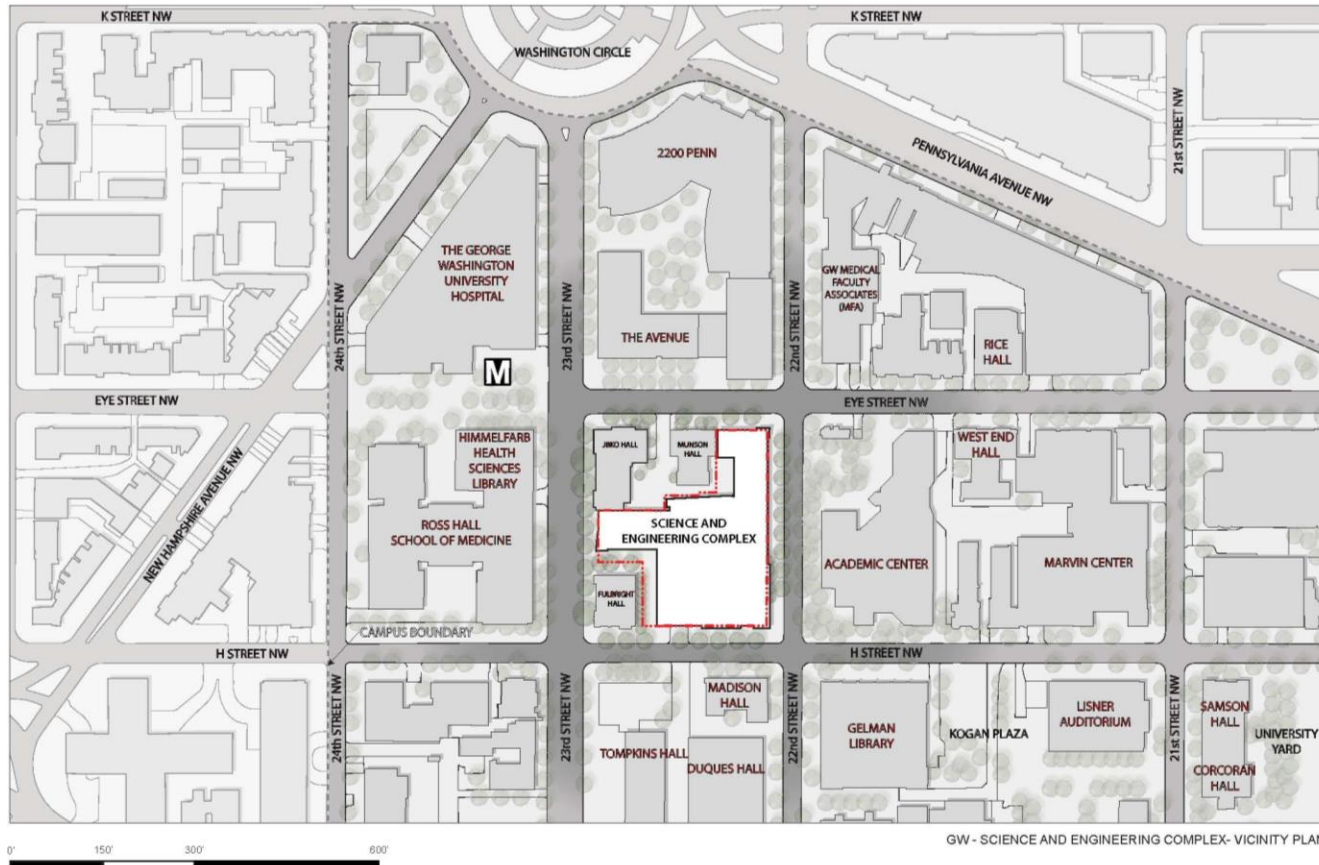 K STREET NW
K STREET NW
WASHINGTON CIRCLE
21st STREET NW
PENNSYLVANIA AVENUE NW
2200 PENN
THE GEORGE
WASHINGTON
UNIVERSITY
HOSPITAL
GW MEDICAL
FACULTY
ASSOCIATES
(MFA)
24th STREET NW
23rd STREET NW
THE AVENUE
22nd STREET NW
RICE
HALL
M
EYE STREET NW
EYE STREET NW
HIMMELFARB
HEALTH
SCIENCES
LIBRARY
JBKO HALL
MUNSON
HALL
WEST END
HALL
NEW HAMPSHIRE AVENUE NW
ROSS HALL
SCHOOL OF MEDICINE
SCIENCE AND
ENGINEERING COMPLEX
ACADEMIC CENTER
MARVIN CENTER
FULBRIGHT
HALL
CAMPUS BOUNDARY
H STREET NW
H STREET NW
24th STREET NW
23rd STREET NW
MADISON
HALL
22nd STREET NW
21st STREET NW
TOMPKINS HALL
DUQUES HALL
GELMAN
LIBRARY
KOGAN PLAZA
LISNER
AUDITORIUM
SAMSON
HALL
UNIVERSITY
YARD
CORCORAN
HALL
GW - SCIENCE AND ENGINEERING COMPLEX- VICINITY PLAN
0' 150' 300' 600'